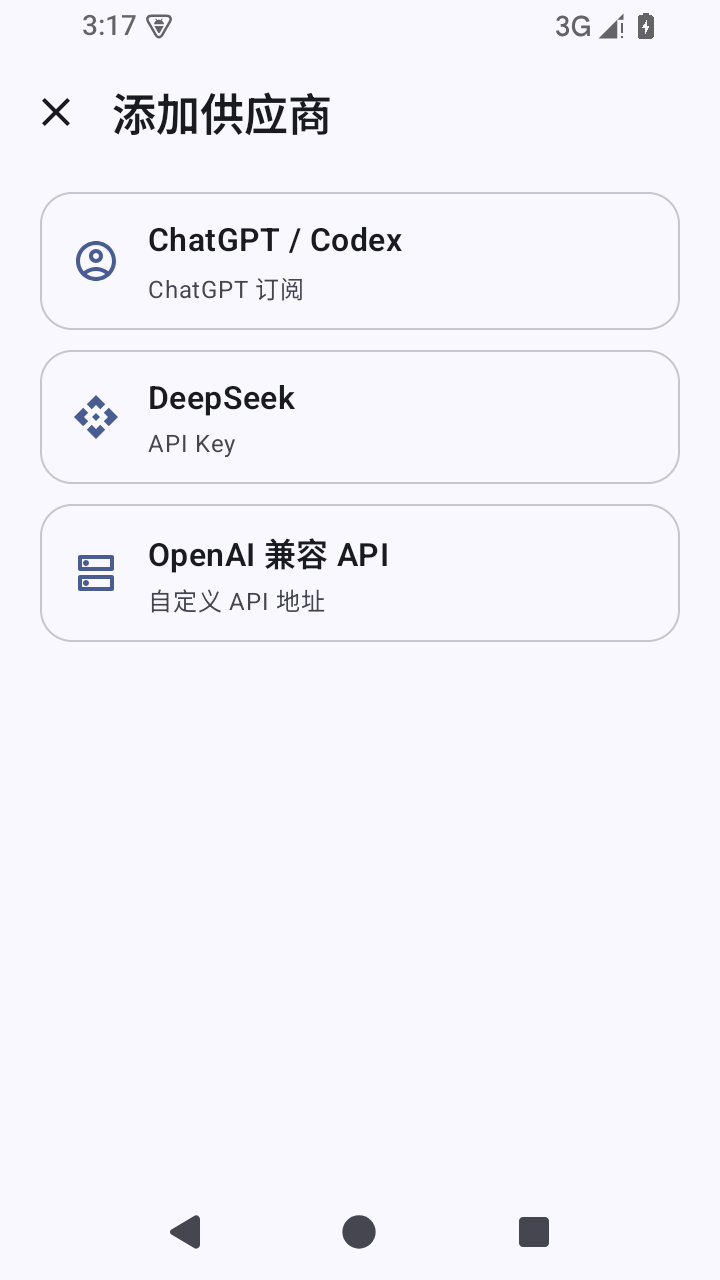 3:17
3G
添加供应商
ChatGPT / Codex
ChatGPT 订阅
DeepSeek
API Key
OpenAI 兼容 API
自定义 API 地址